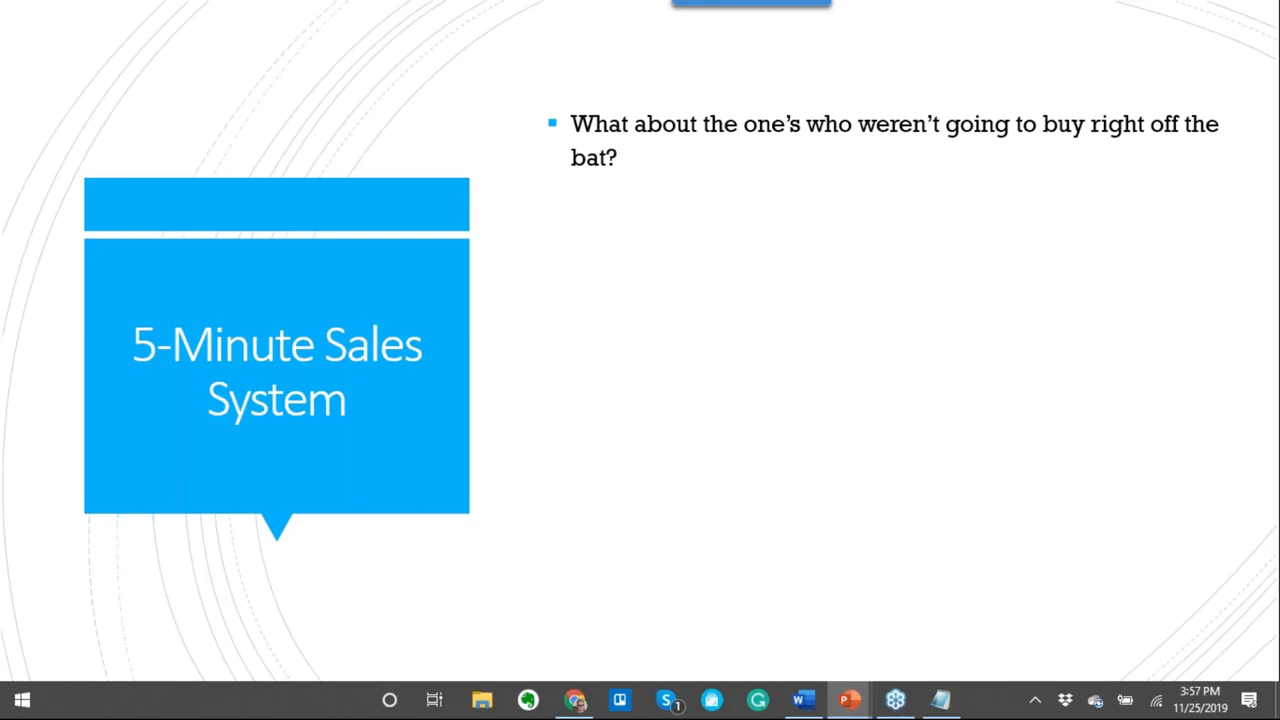 What about the one’s who weren’t going to buy right off the
bat?
5-Minute Sales
System
1
3:57 PM
11/25/2019